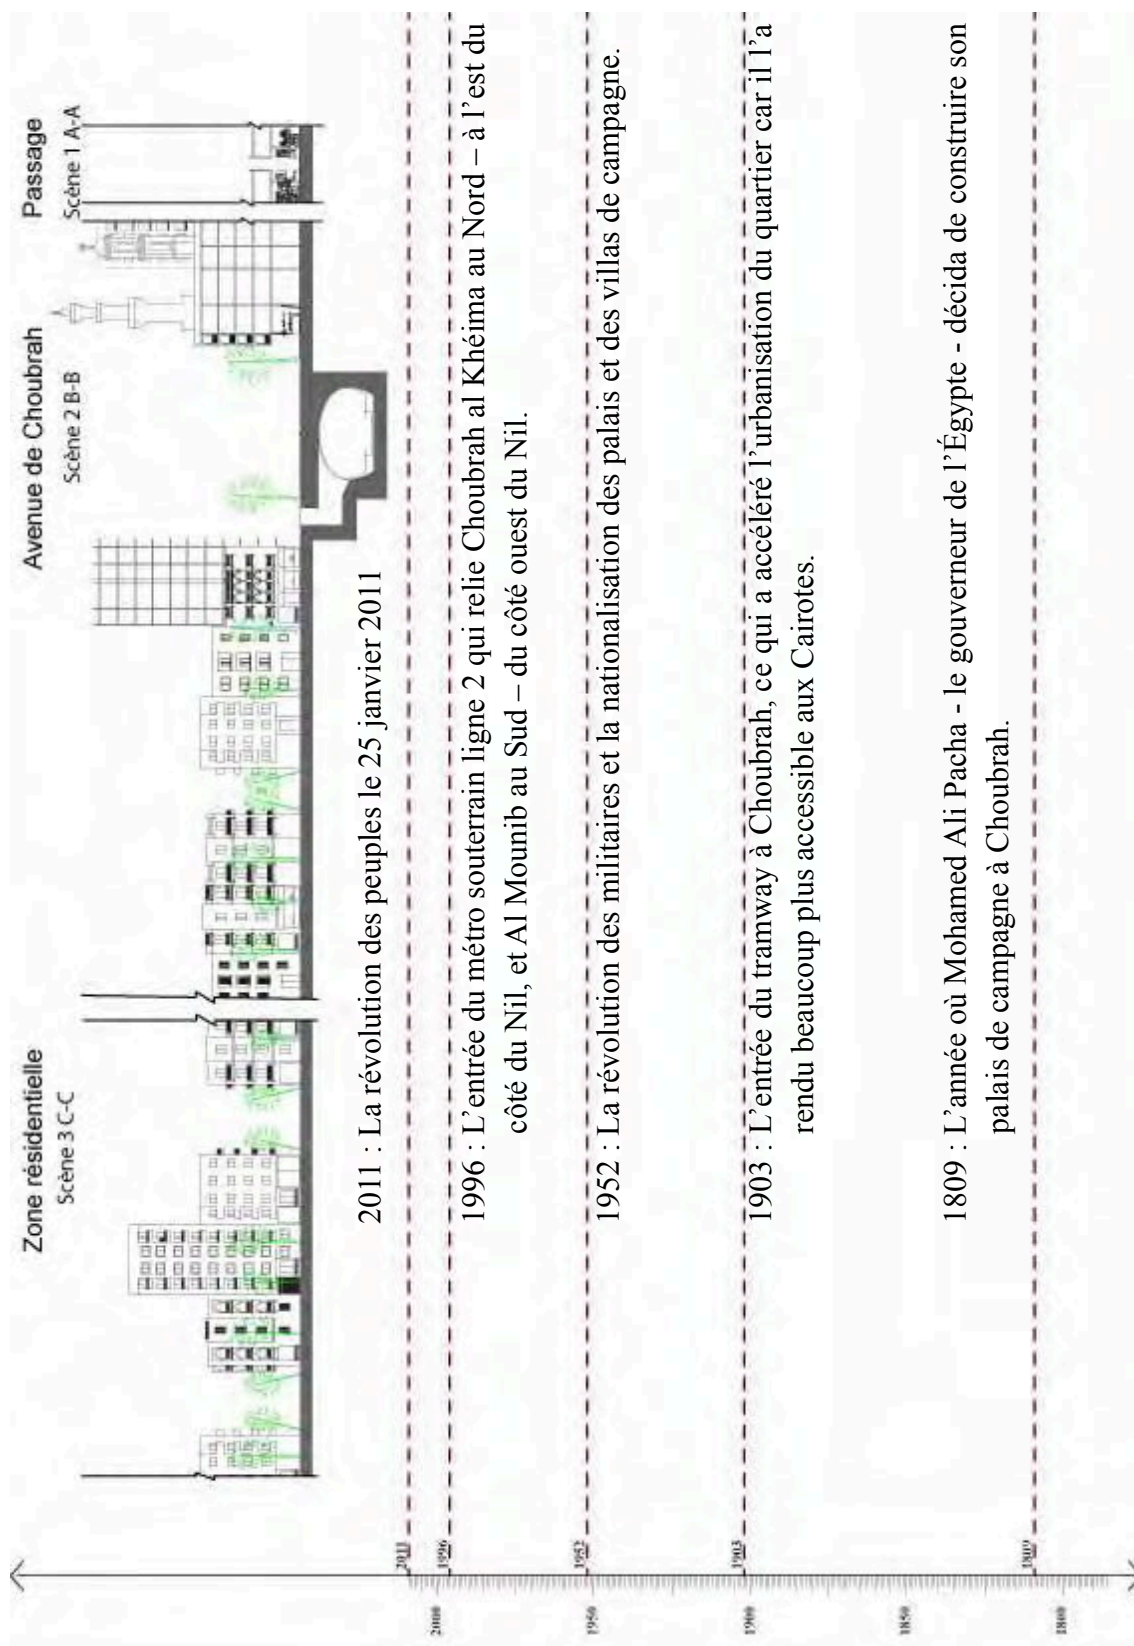 Zone résidentielle
Scène 3 C-C
Avenue de Choubrah
Scène 2 B-B
Passage
Scène 1 A-A
2011 : La révolution des peuples le 25 janvier 2011
1996 : L'entrée du métro souterrain ligne 2 qui relie Choubrah al Khéima au Nord – à l'est du
côté du Nil, et Al Mounib au Sud – du côté ouest du Nil.
1952 : La révolution des militaires et la nationalisation des palais et des villas de campagne.
1903 : L'entrée du tramway à Choubrah, ce qui a accéléré l'urbanisation du quartier car il l'a
rendu beaucoup plus accessible aux Cairotes.
1809 : L'année où Mohamed Ali Pacha - le gouverneur de l'Égypte - décida de construire son
palais de campagne à Choubrah.
2011
1996
1952
1903
1809
2000
1950
1900
1850
1800